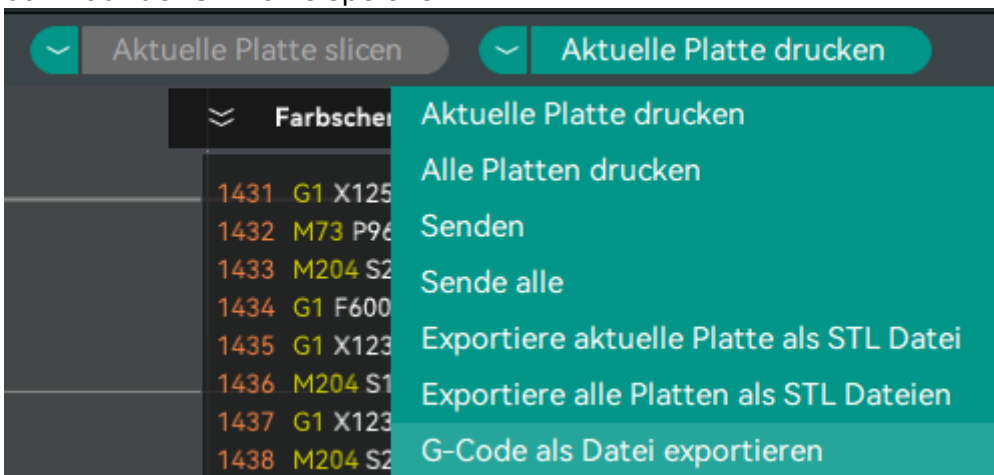 Aktuelle Platte slicen
Aktuelle Platte drucken
Farbscher
Aktuelle Platte drucken
Alle Platten drucken
Senden
Sende alle
Exportiere aktuelle Platte als STL Datei
Exportiere alle Platten als STL Dateien
G-Code als Datei exportieren
1431 G1 X125
1432 M73 P96
1433 M204 S2
1434 G1 F600
1435 G1 X123
1436 M204 S1
1437 G1 X123
1438 M204 S2